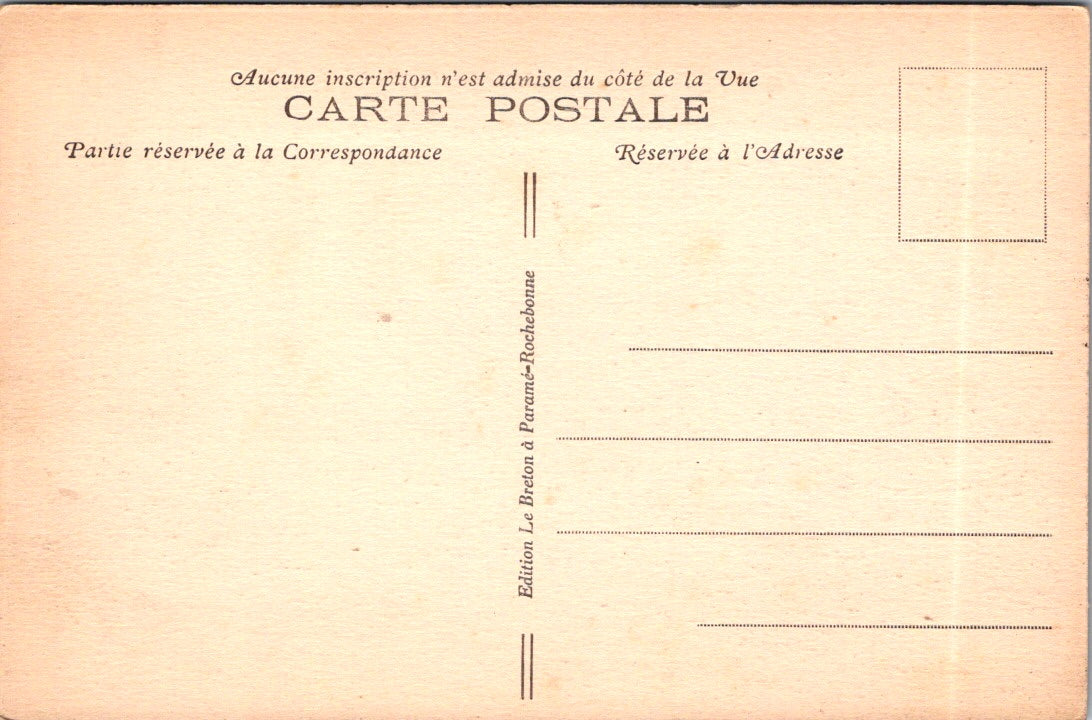 Aucune inscription n'est admise du côté de la Vue
CARTE POSTALE
Partie réservée à la Correspondance
Réservée à l'Adresse
Edition Le Breton à Paramé-Rochebonne